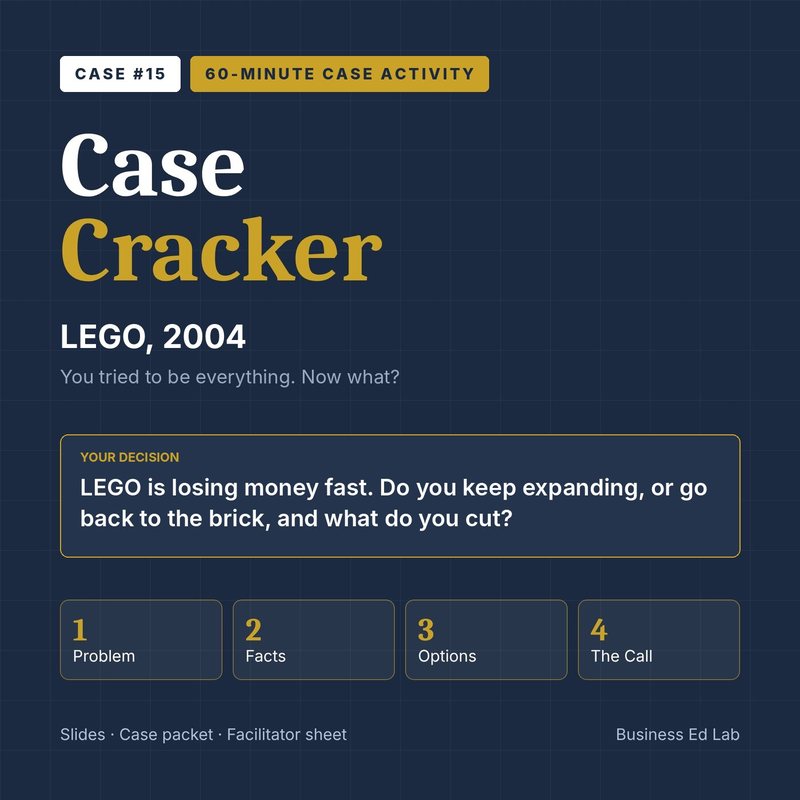 CASE #15
60-MINUTE CASE ACTIVITY
Case
Cracker
LEGO, 2004
You tried to be everything. Now what?
YOUR DECISION
LEGO is losing money fast. Do you keep expanding, or go
back to the brick, and what do you cut?
1
Problem
2
Facts
3
Options
4
The Call
Slides · Case packet · Facilitator sheet
Business Ed Lab